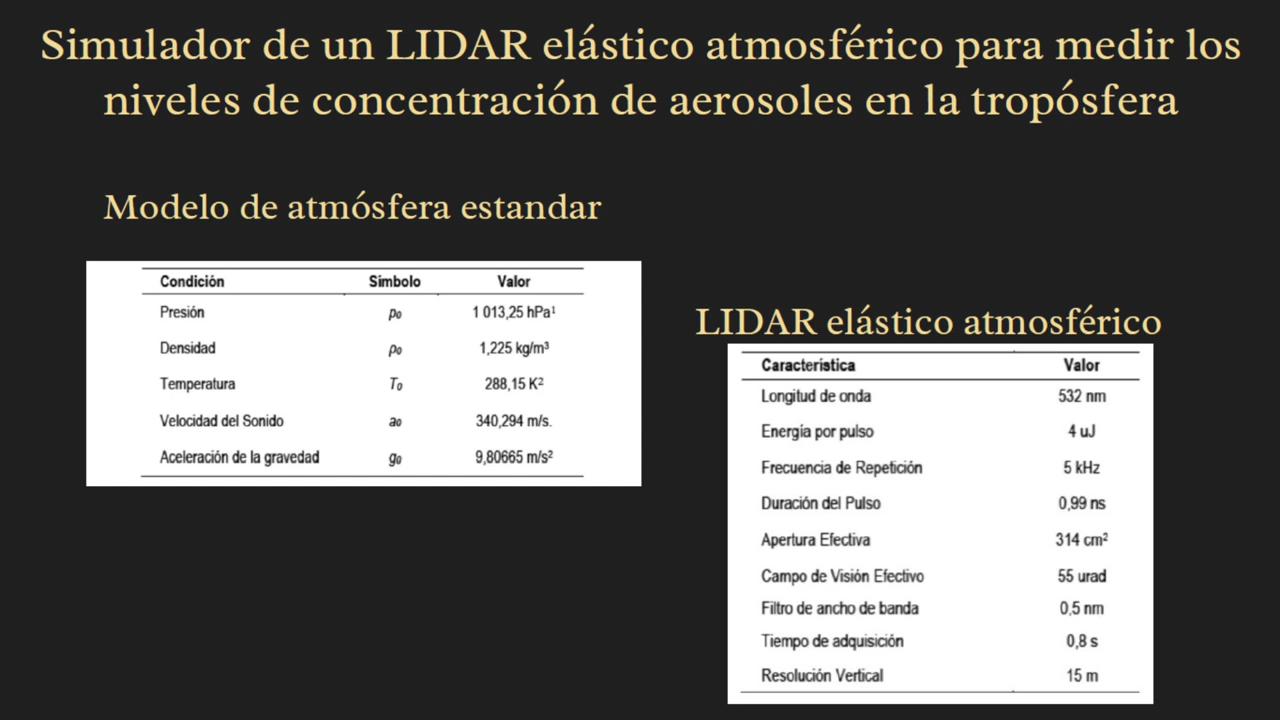 Simulador de un LIDAR elástico atmosférico para medir los
niveles de concentración de aerosoles en la tropósfera
Modelo de atmósfera estandar
Condición Símbolo Valor
Presión p₀ 1 013,25 hPa¹
Densidad ρ₀ 1,225 kg/m³
Temperatura T₀ 288,15 K²
Velocidad del Sonido a₀ 340,294 m/s.
Aceleración de la gravedad g₀ 9,80665 m/s²
LIDAR elástico atmosférico
Característica Valor
Longitud de onda 532 nm
Energía por pulso 4 uJ
Frecuencia de Repetición 5 kHz
Duración del Pulso 0,99 ns
Apertura Efectiva 314 cm²
Campo de Visión Efectivo 55 urad
Filtro de ancho de banda 0,5 nm
Tiempo de adquisición 0,8 s
Resolución Vertical 15 m